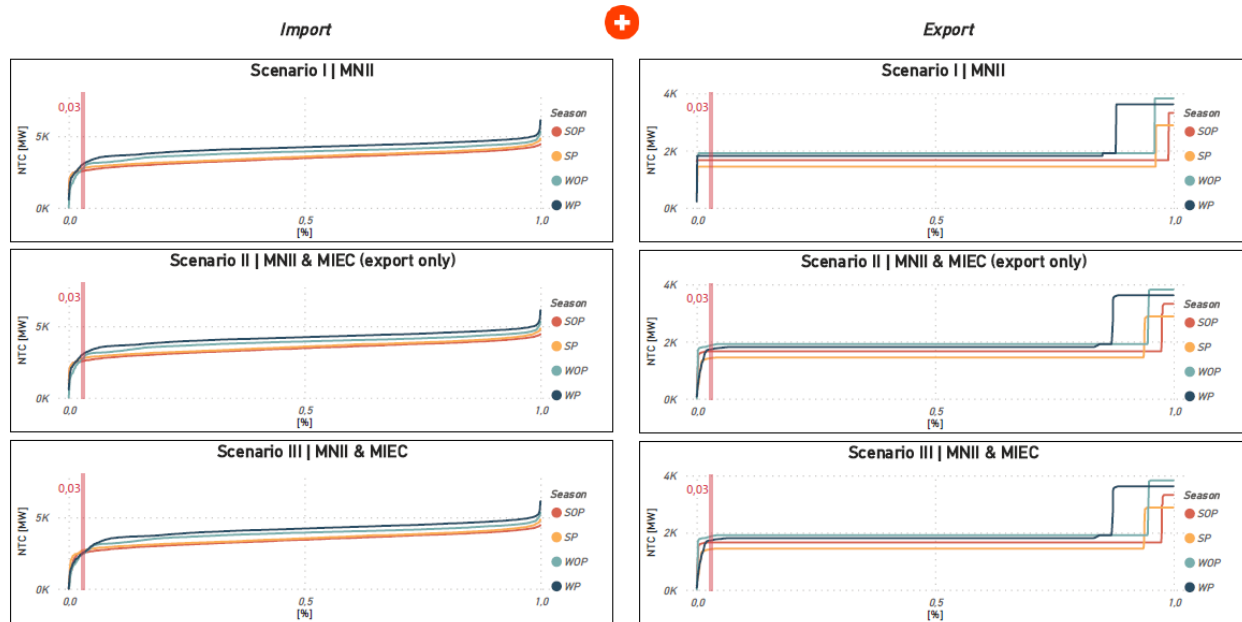 Import
Export
Scenario I | MNII
NTC [MW]
5K
0K
0,03
0,0
0,5
1,0
[%]
Season
SOP
SP
WOP
WP
Scenario I | MNII
NTC [MW]
4K
2K
0K
0,03
0,0
0,5
1,0
[%]
Season
SOP
SP
WOP
WP
Scenario II | MNII & MIEC (export only)
NTC [MW]
5K
0K
0,03
0,0
0,5
1,0
[%]
Season
SOP
SP
WOP
WP
Scenario II | MNII & MIEC (export only)
NTC [MW]
4K
2K
0K
0,03
0,0
0,5
1,0
[%]
Season
SOP
SP
WOP
WP
Scenario III | MNII & MIEC
NTC [MW]
5K
0K
0,03
0,0
0,5
1,0
[%]
Season
SOP
SP
WOP
WP
Scenario III | MNII & MIEC
NTC [MW]
4K
2K
0K
0,03
0,0
0,5
1,0
[%]
Season
SOP
SP
WOP
WP